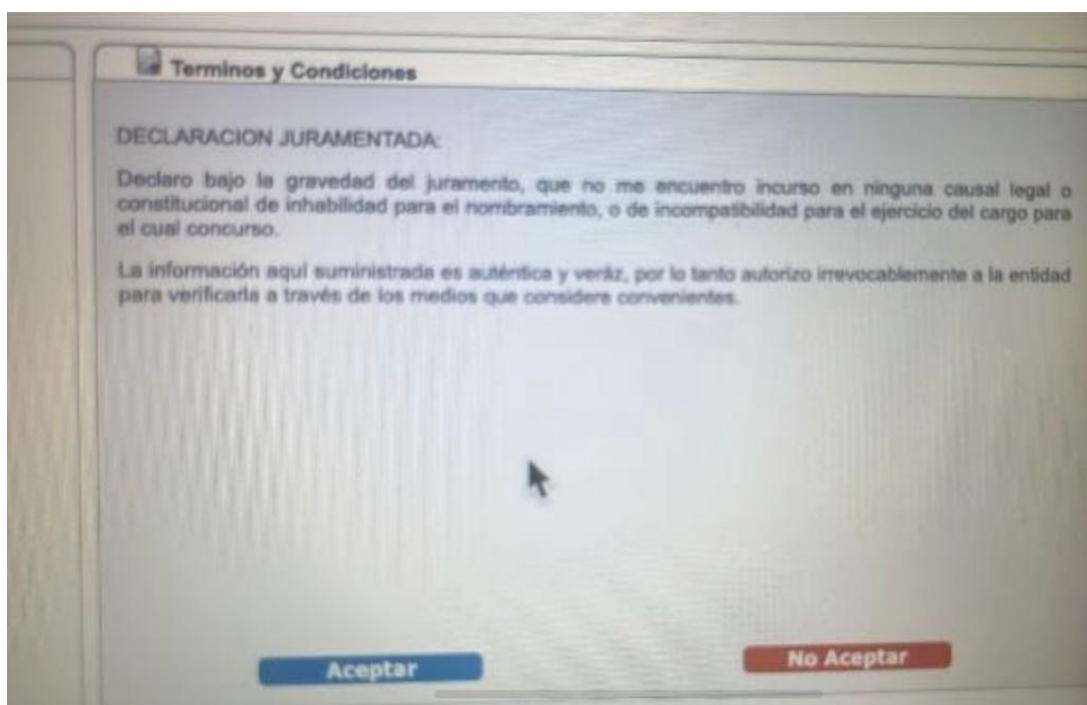 Terminos y Condiciones
DECLARACION JURAMENTADA:
Declaro bajo la gravedad del juramento, que no me encuentro incurso en ninguna causal legal o
constitucional de inhabilidad para el nombramiento, o de incompatibilidad para el ejercicio del cargo para
el cual concurso.
La información aquí suministrada es auténtica y veráz, por lo tanto autorizo irrevocablemente a la entidad
para verificarla a través de los medios que considere convenientes.
Aceptar
No Aceptar